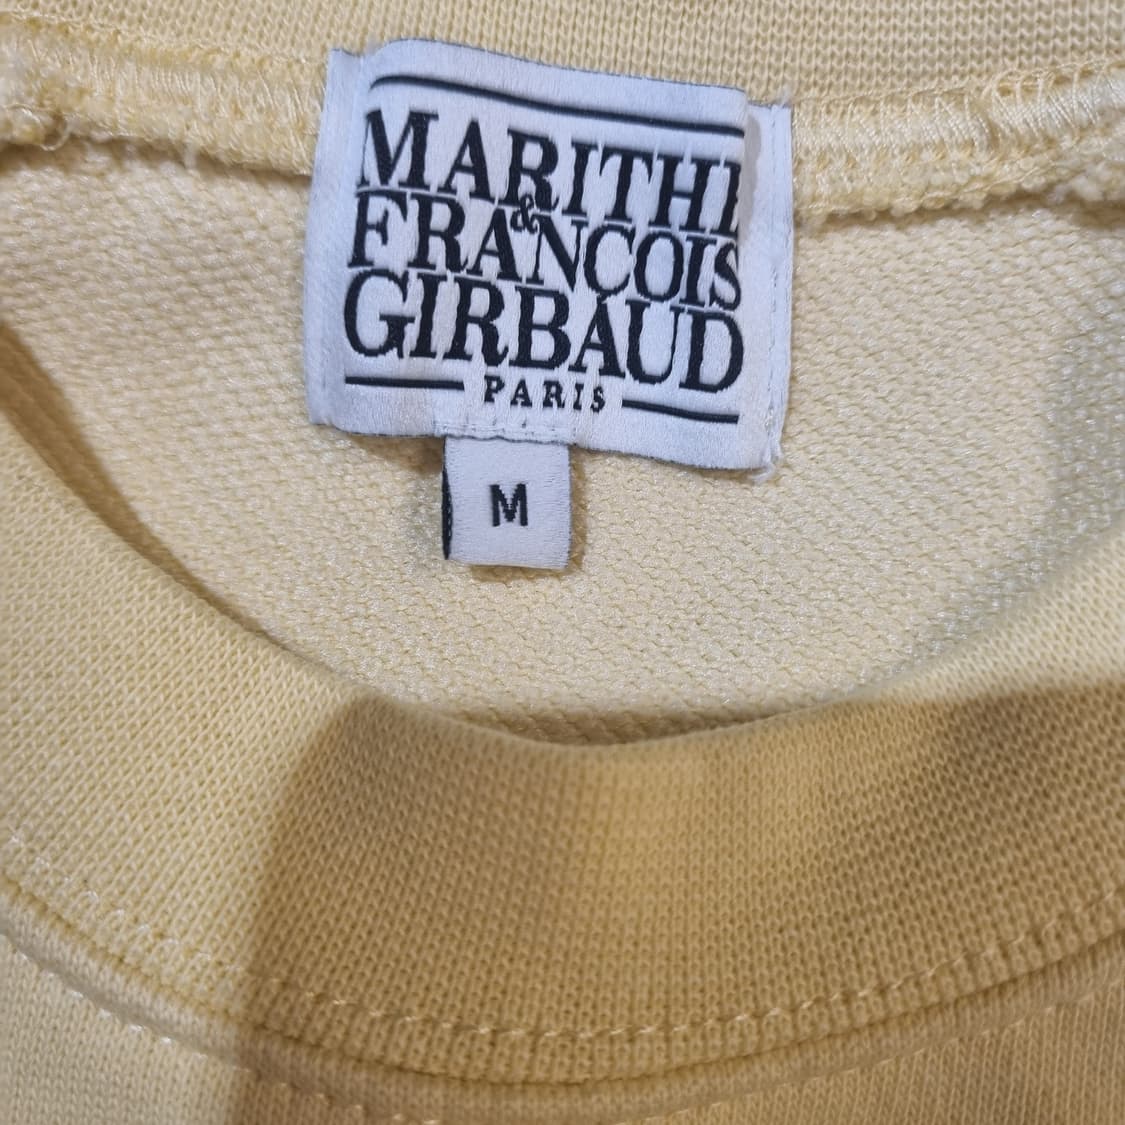 MARITHE
&
FRANCOIS
GIRBAUD
PARIS
M